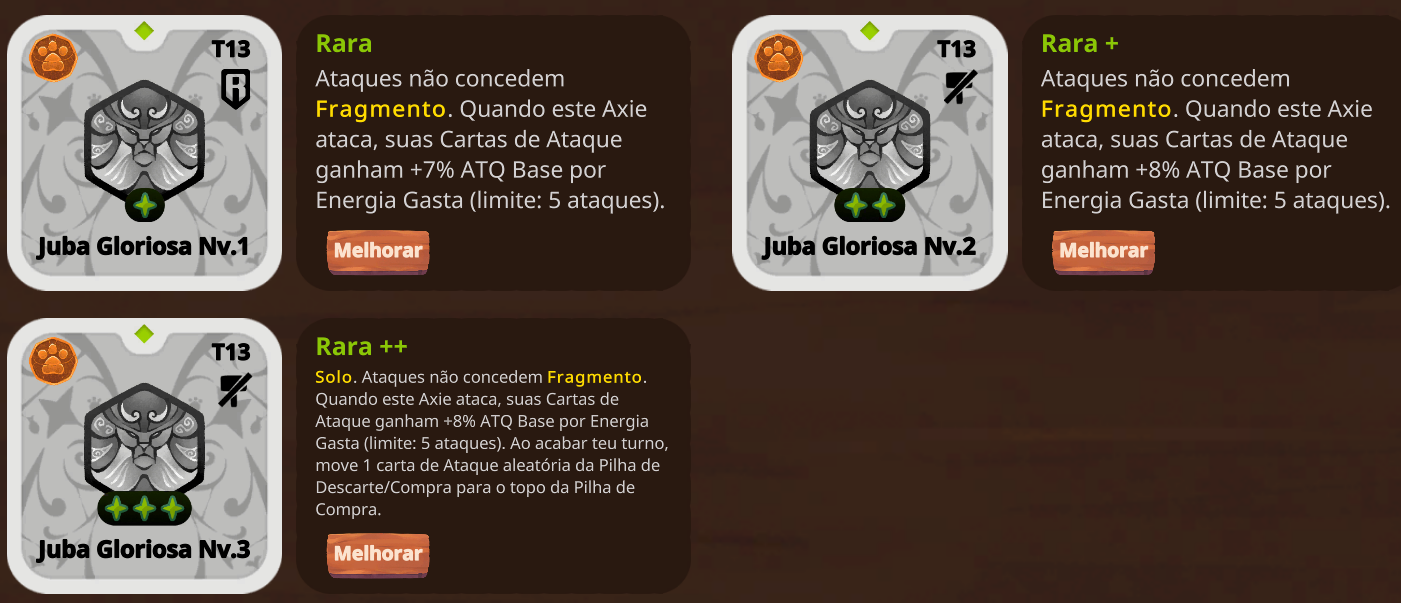 T13
R
Juba Gloriosa Nv.1
Rara
Ataques não concedem
Fragmento. Quando este Axie
ataca, suas Cartas de Ataque
ganham +7% ATQ Base por
Energia Gasta (limite: 5 ataques).
Melhorar
T13
Juba Gloriosa Nv.2
Rara +
Ataques não concedem
Fragmento. Quando este Axie
ataca, suas Cartas de Ataque
ganham +8% ATQ Base por
Energia Gasta (limite: 5 ataques).
Melhorar
T13
Juba Gloriosa Nv.3
Rara ++
Solo. Ataques não concedem Fragmento.
Quando este Axie ataca, suas Cartas de
Ataque ganham +8% ATQ Base por Energia
Gasta (limite: 5 ataques). Ao acabar teu turno,
move 1 carta de Ataque aleatória da Pilha de
Descarte/Compra para o topo da Pilha de
Compra.
Melhorar